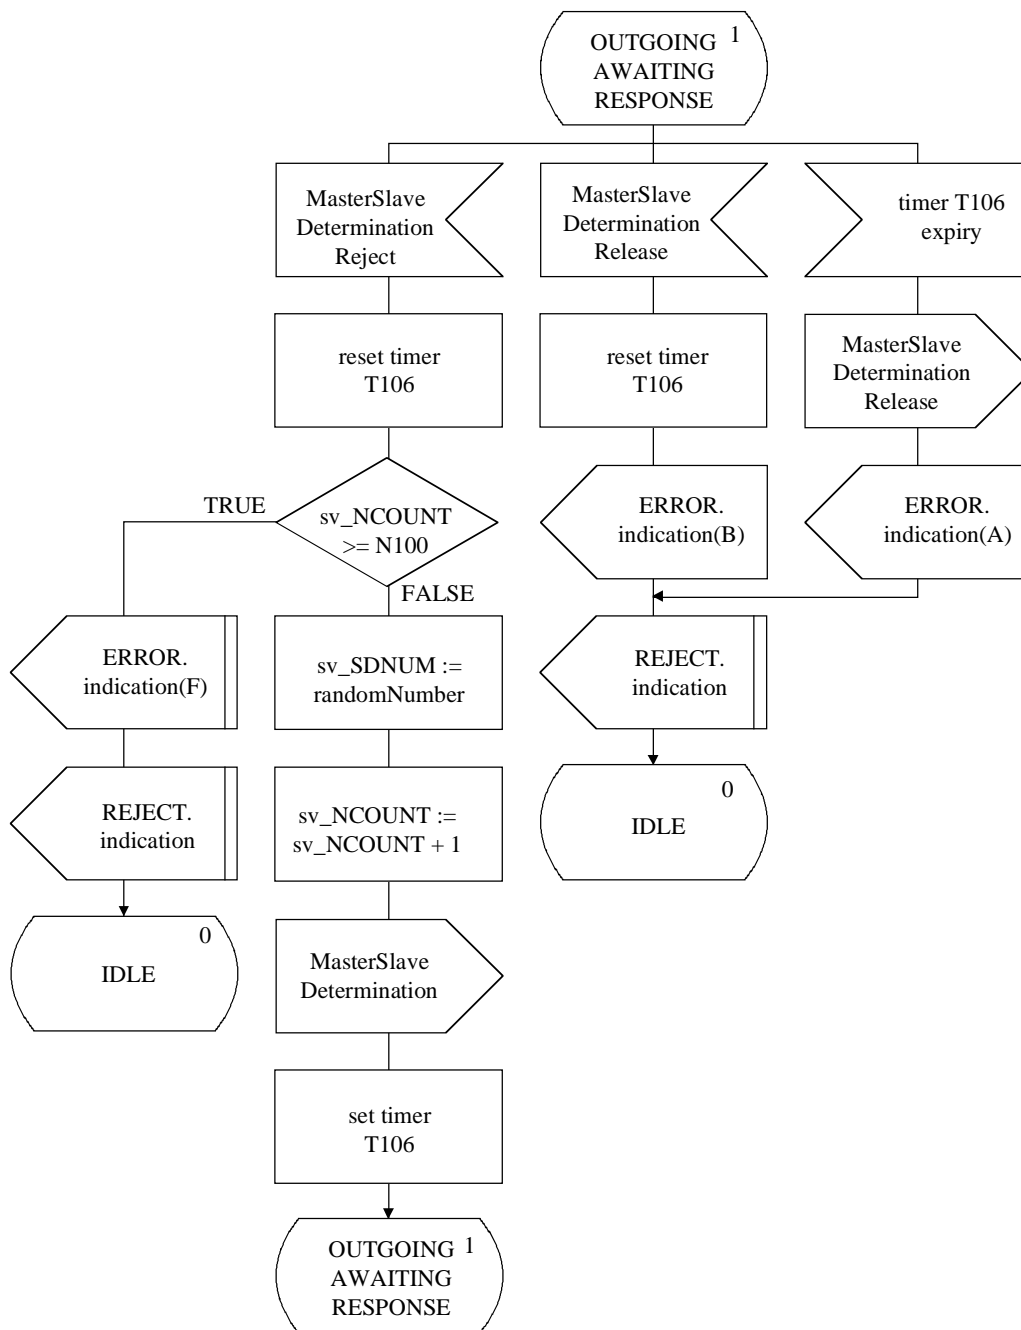 OUTGOING 1
AWAITING
RESPONSE
MasterSlave
Determination
Reject
MasterSlave
Determination
Release
timer T106
expiry
reset timer
T106
reset timer
T106
MasterSlave
Determination
Release
TRUE
sv_NCOUNT
>= N100
FALSE
ERROR.
indication(B)
ERROR.
indication(A)
ERROR.
indication(F)
sv_SDNUM :=
randomNumber
REJECT.
indication
REJECT.
indication
sv_NCOUNT :=
sv_NCOUNT + 1
0
IDLE
0
IDLE
MasterSlave
Determination
set timer
T106
OUTGOING 1
AWAITING
RESPONSE